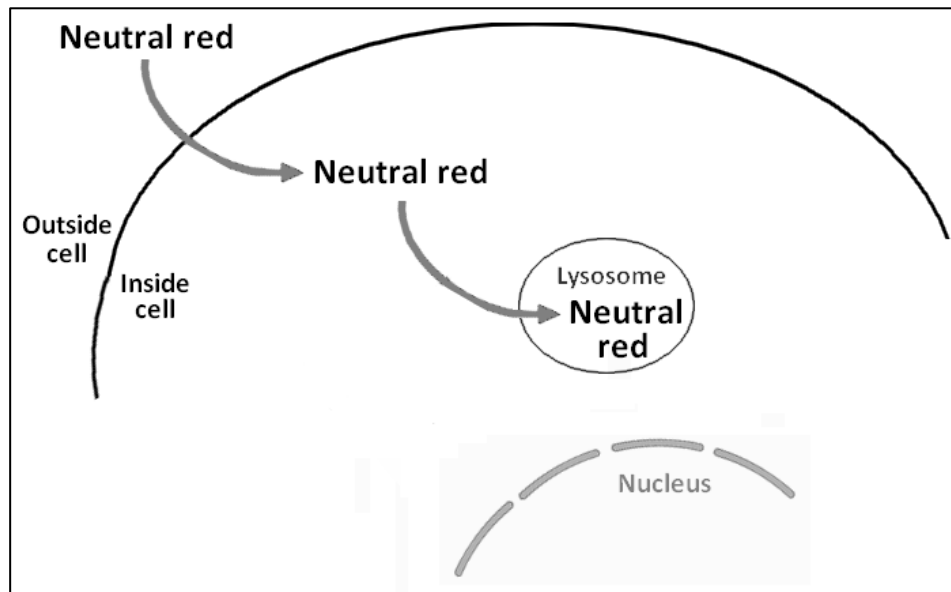 Neutral red
Neutral red
Outside
cell
Inside
cell
Lysosome
Neutral
red
Nucleus